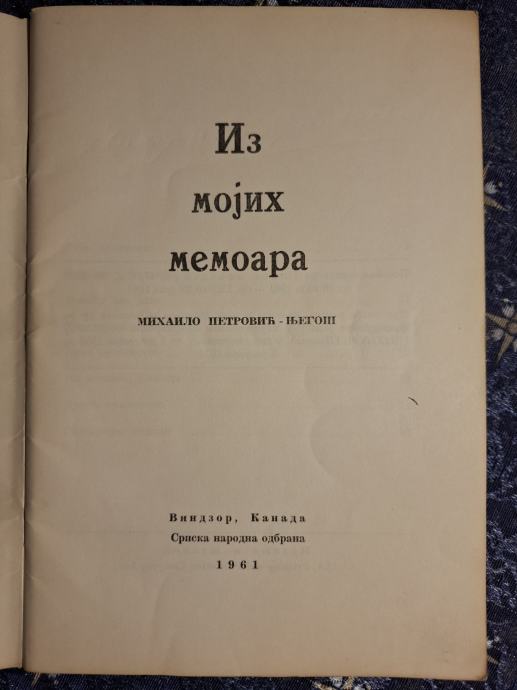 Из
мојих
мемоара
МИХАИЛО ПЕТРОВИЋ - ЊЕГОШ
Виндзор, Канада
Српска народна одбрана
1961